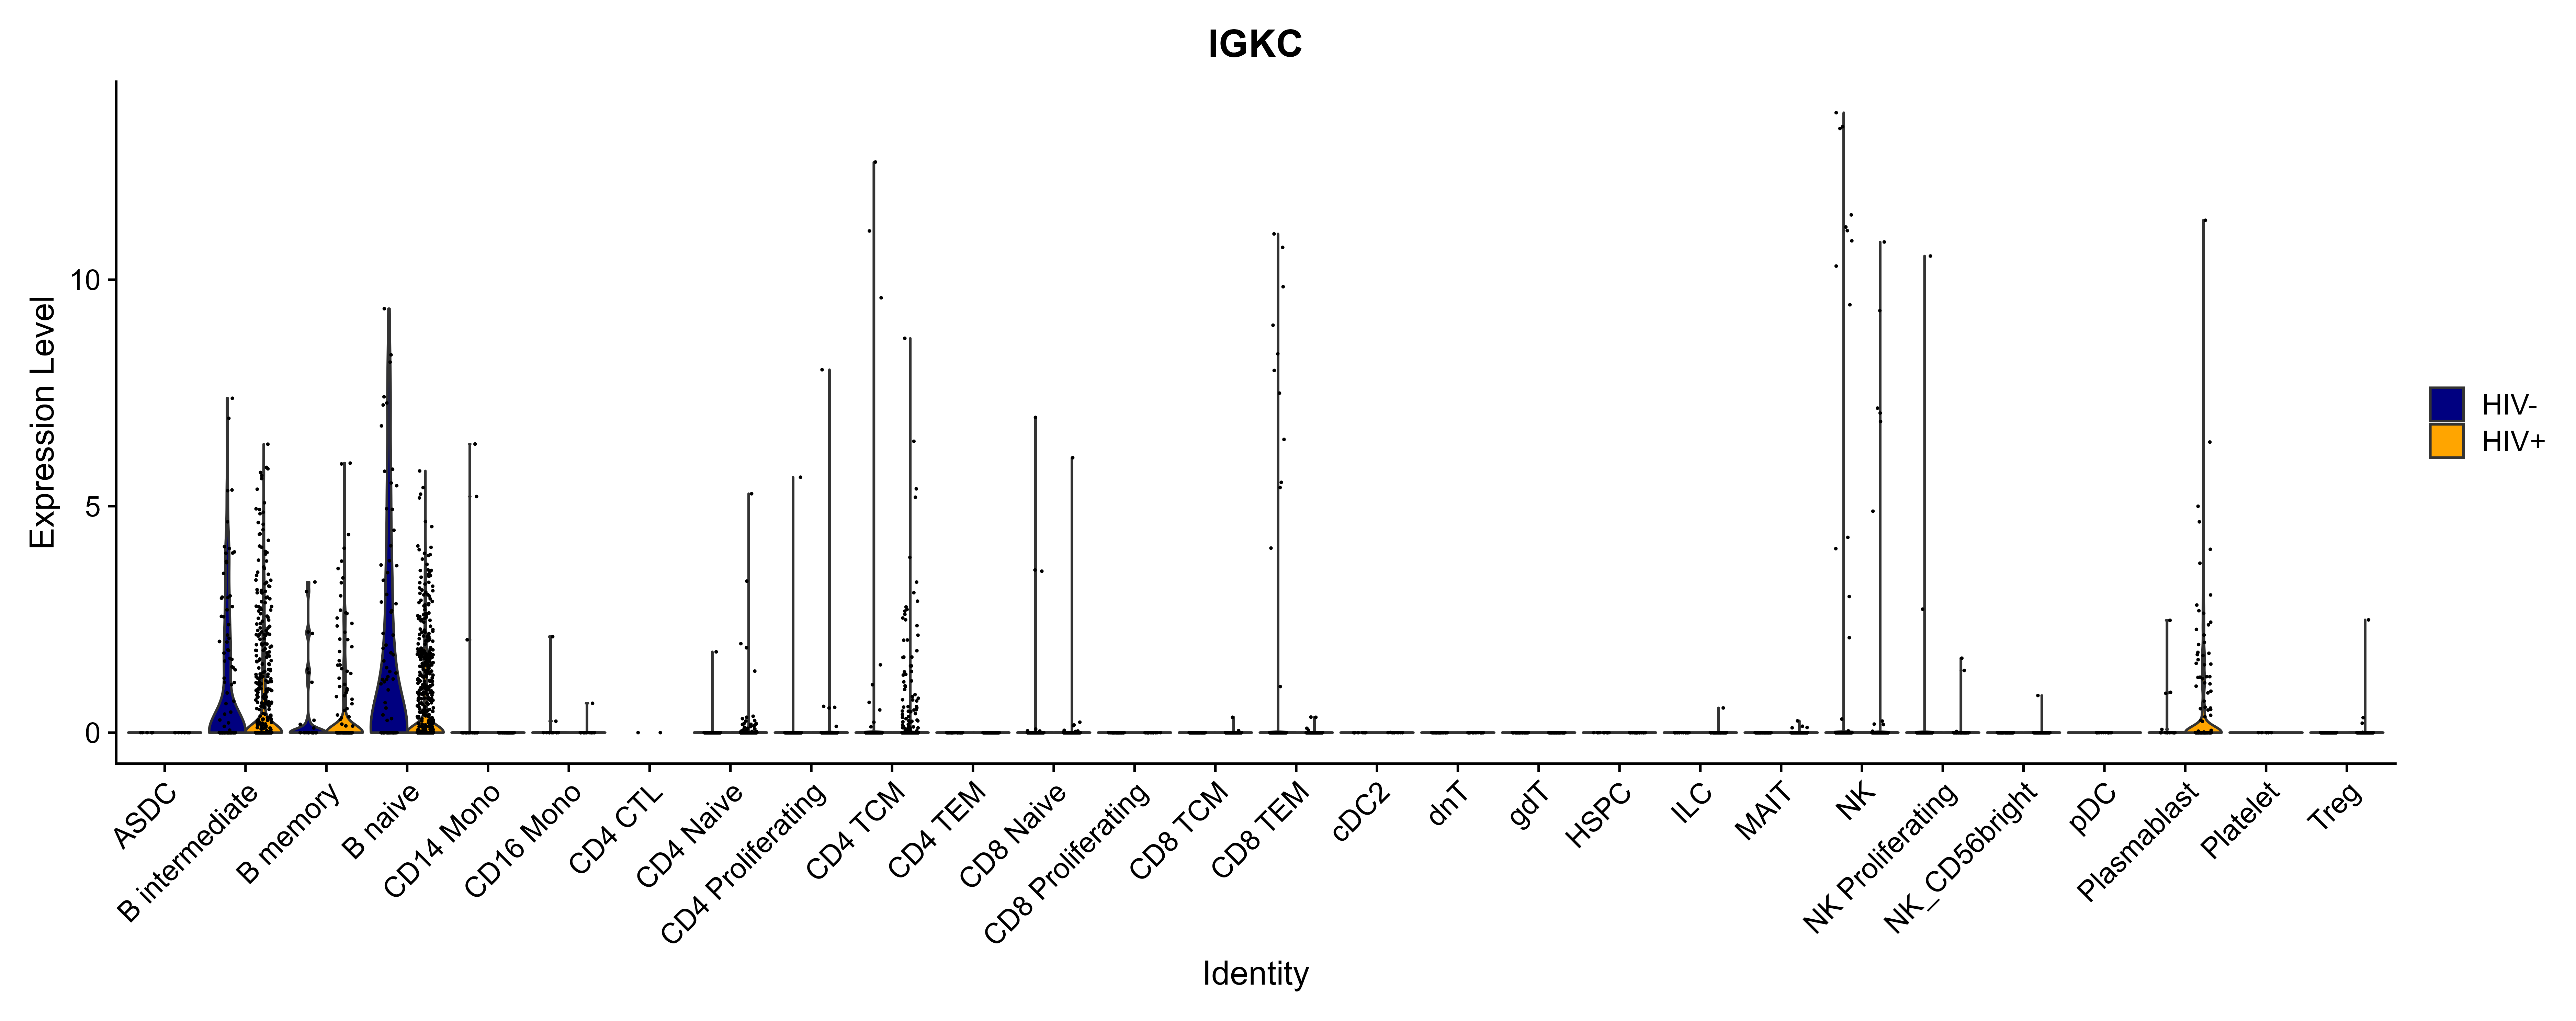 IGKC
Expression Level
10
5
0
ASDC
B intermediate
B memory
B naive
CD14 Mono
CD16 Mono
CD4 CTL
CD4 Naive
CD4 Proliferating
CD4 TCM
CD4 TEM
CD8 Naive
CD8 Proliferating
CD8 TCM
CD8 TEM
cDC2
dnT
gdT
HSPC
ILC
MAIT
NK
NK Proliferating
NK_CD56bright
pDC
Plasmablast
Platelet
Treg
Identity
HIV-
HIV+